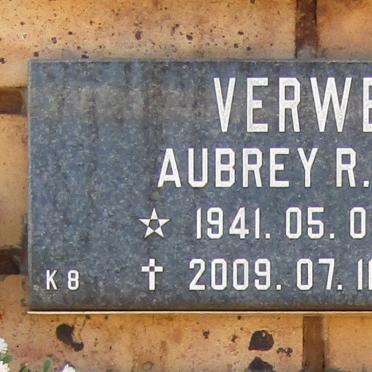 VERWE
AUBREY R.
1941. 05. 0
K8 2009. 07. 1